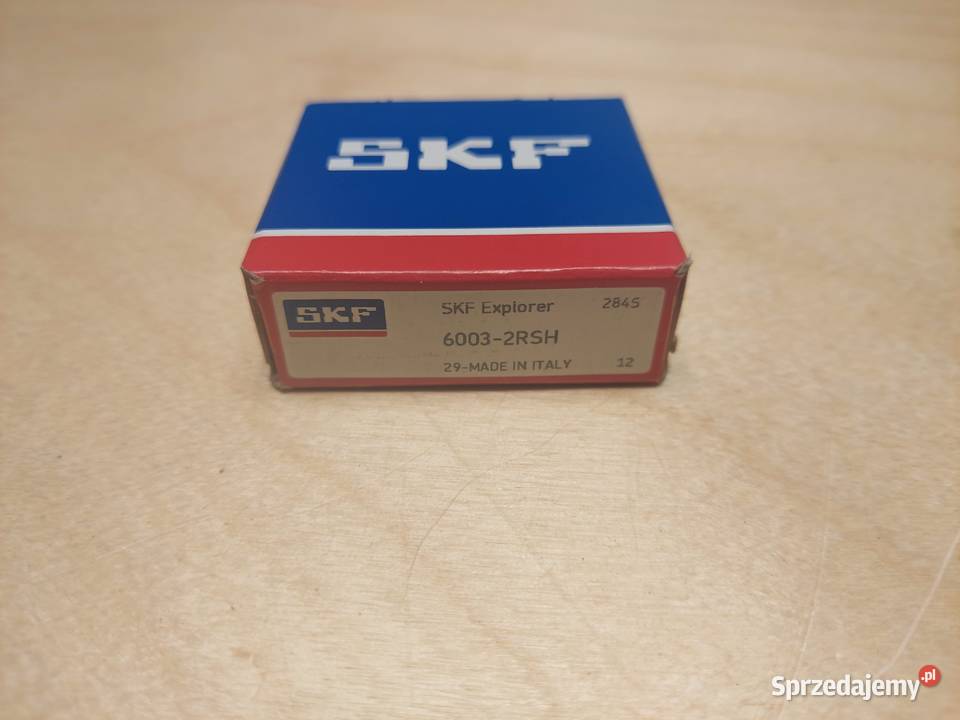 SKF
SKF
SKF Explorer 2845
6003-2RSH
29-MADE IN ITALY 12
Sprzedajemy.pl